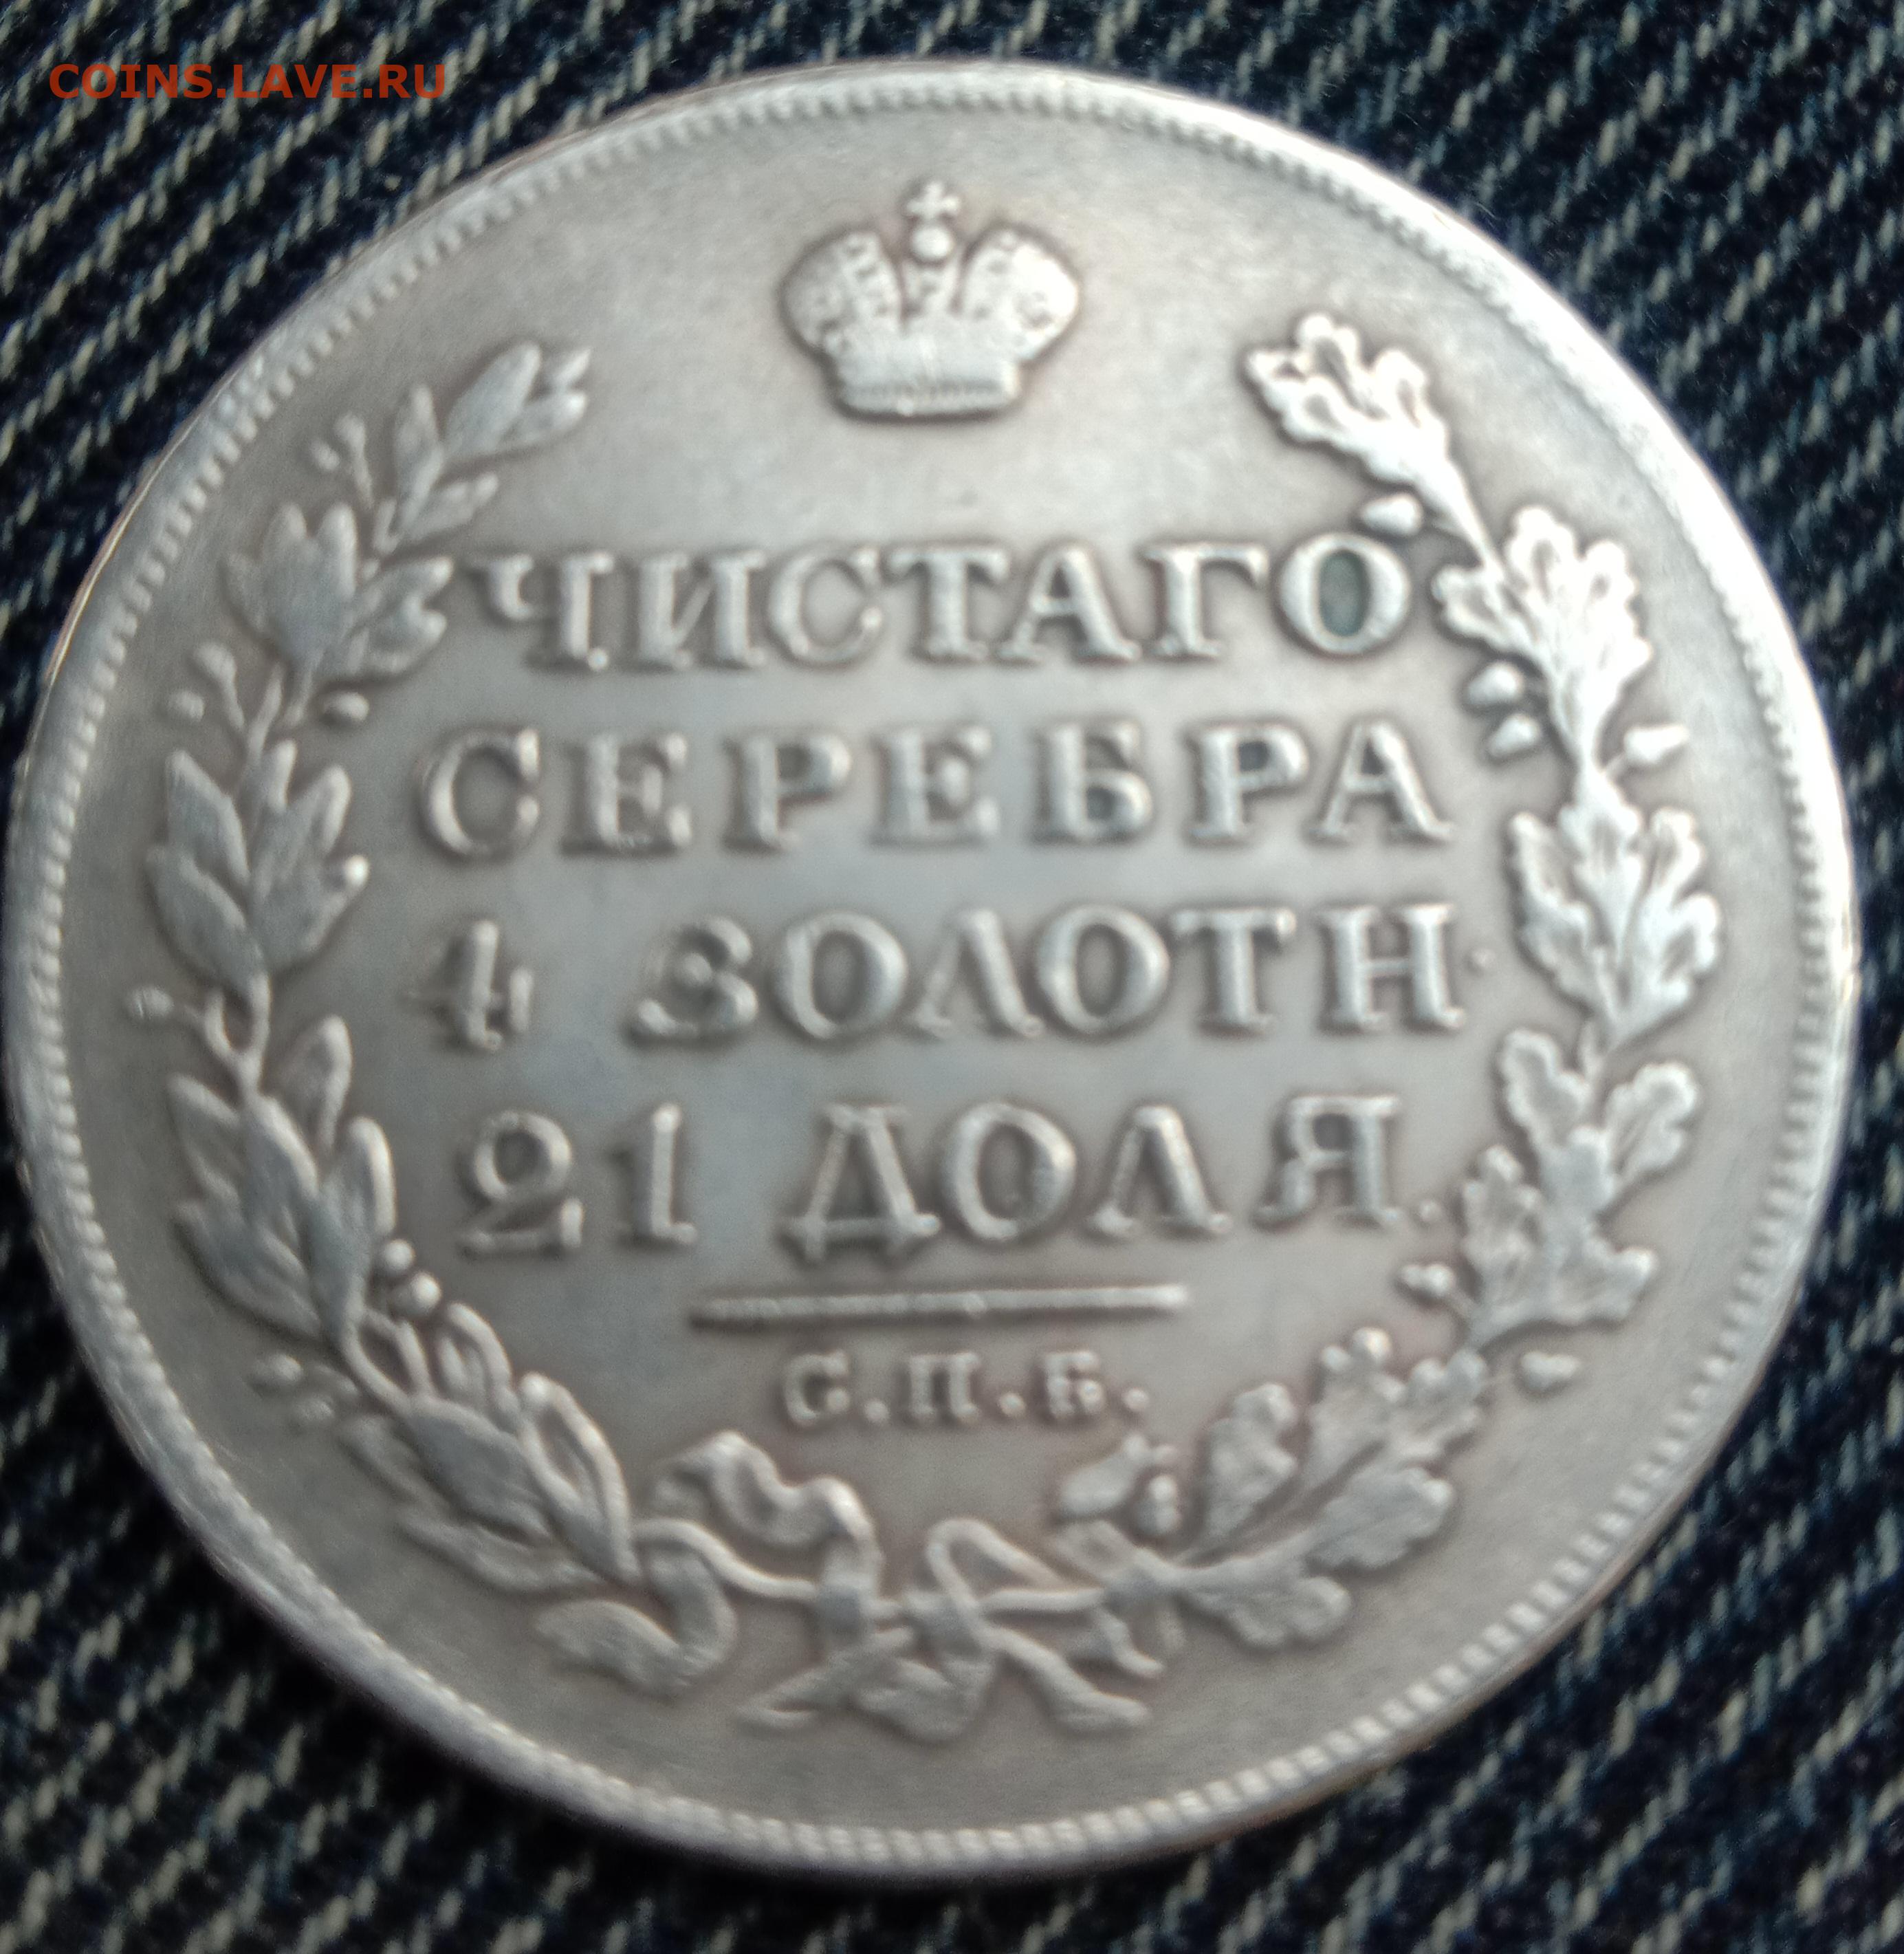 COINS.LAVE.RU
ЧИСТАГО
СЕРЕБРА
4 ЗОЛОТН.
21 ДОЛЯ.
С.П.Б.